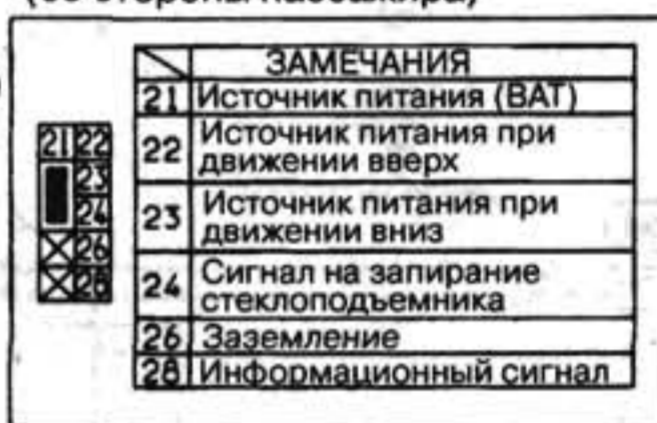 (со стороны пассажира)
ЗАМЕЧАНИЯ
21 Источник питания (BAT)
22 Источник питания при
движении вверх
23 Источник питания при
движении вниз
24 Сигнал на запирание
стеклоподъемника
26 Заземление
28 Информационный сигнал
21 22
23
24
26
28